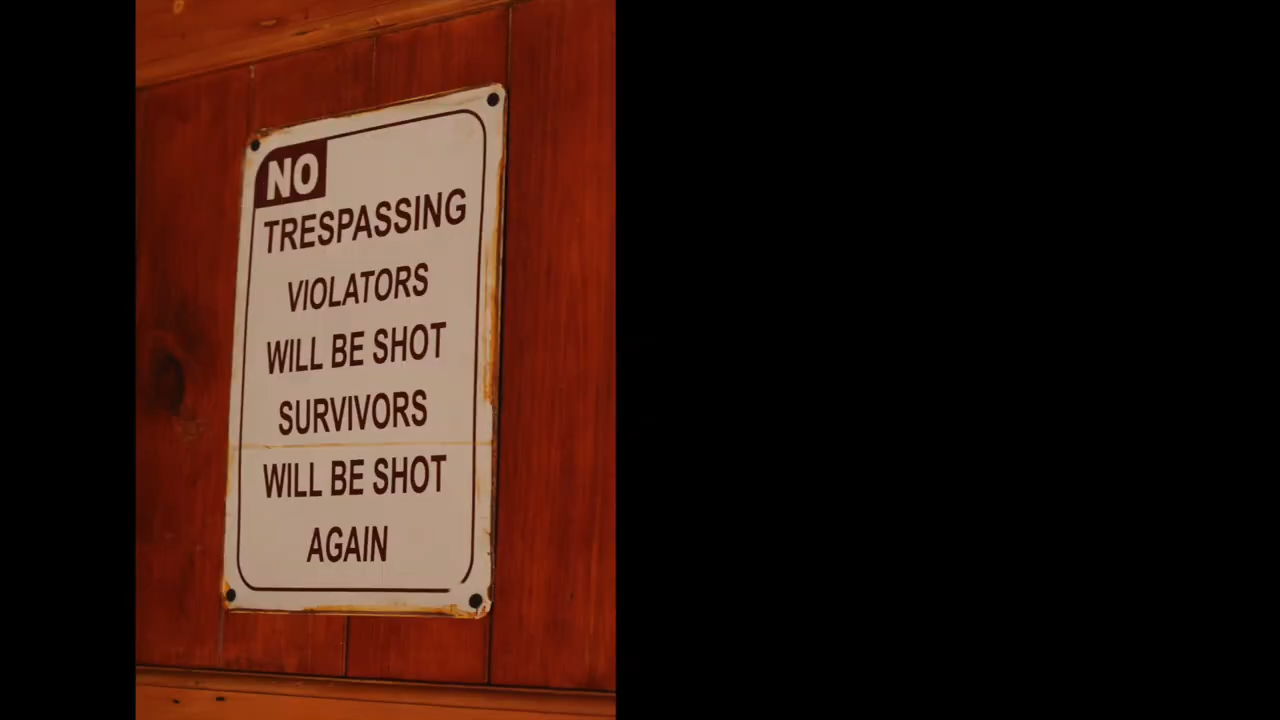 NO
TRESPASSING
VIOLATORS
WILL BE SHOT
SURVIVORS
WILL BE SHOT
AGAIN